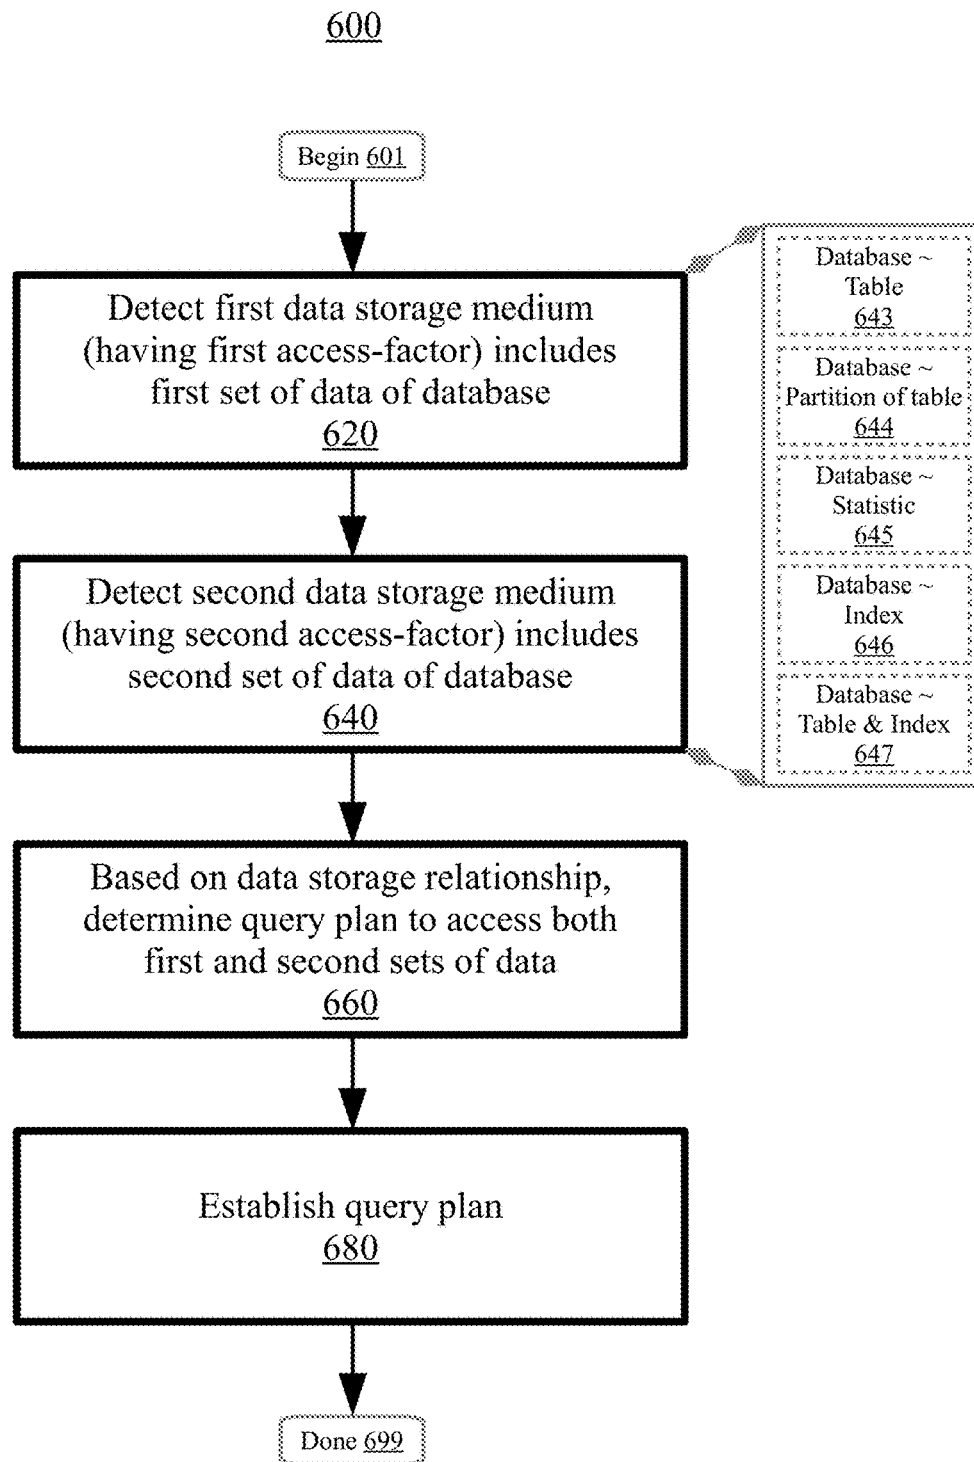 600
Begin 601
Detect first data storage medium
(having first access-factor) includes
first set of data of database
620
Detect second data storage medium
(having second access-factor) includes
second set of data of database
640
Database ~
Table
643
Database ~
Partition of table
644
Database ~
Statistic
645
Database ~
Index
646
Database ~
Table & Index
647
Based on data storage relationship,
determine query plan to access both
first and second sets of data
660
Establish query plan
680
Done 699